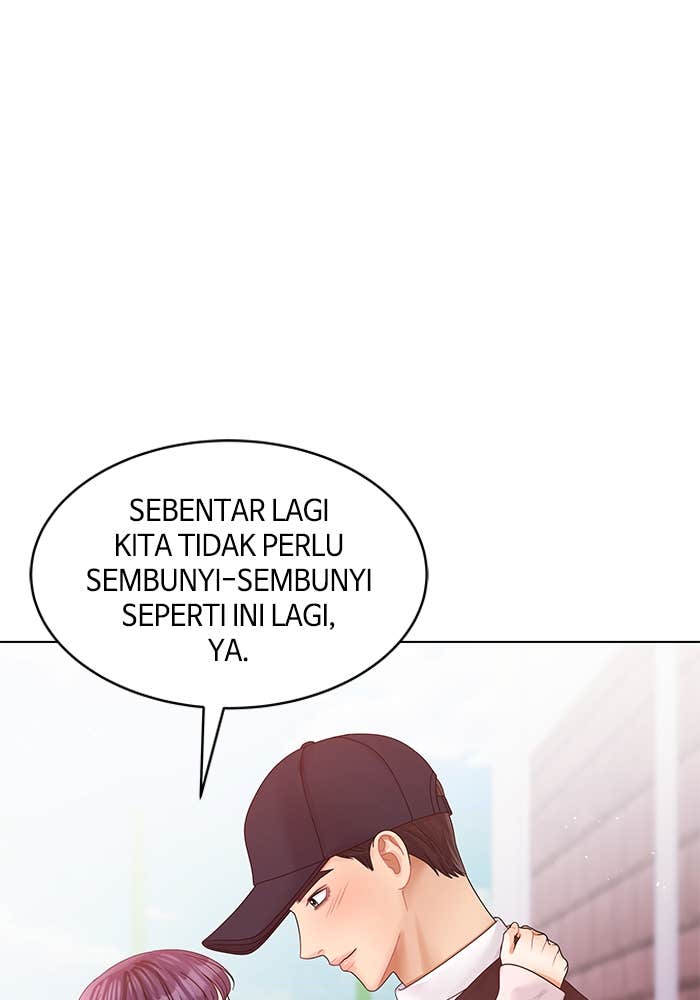 SEBENTAR LAGI
KITA TIDAK PERLU
SEMBUNYI-SEMBUNYI
SEPERTI INI LAGI,
YA.